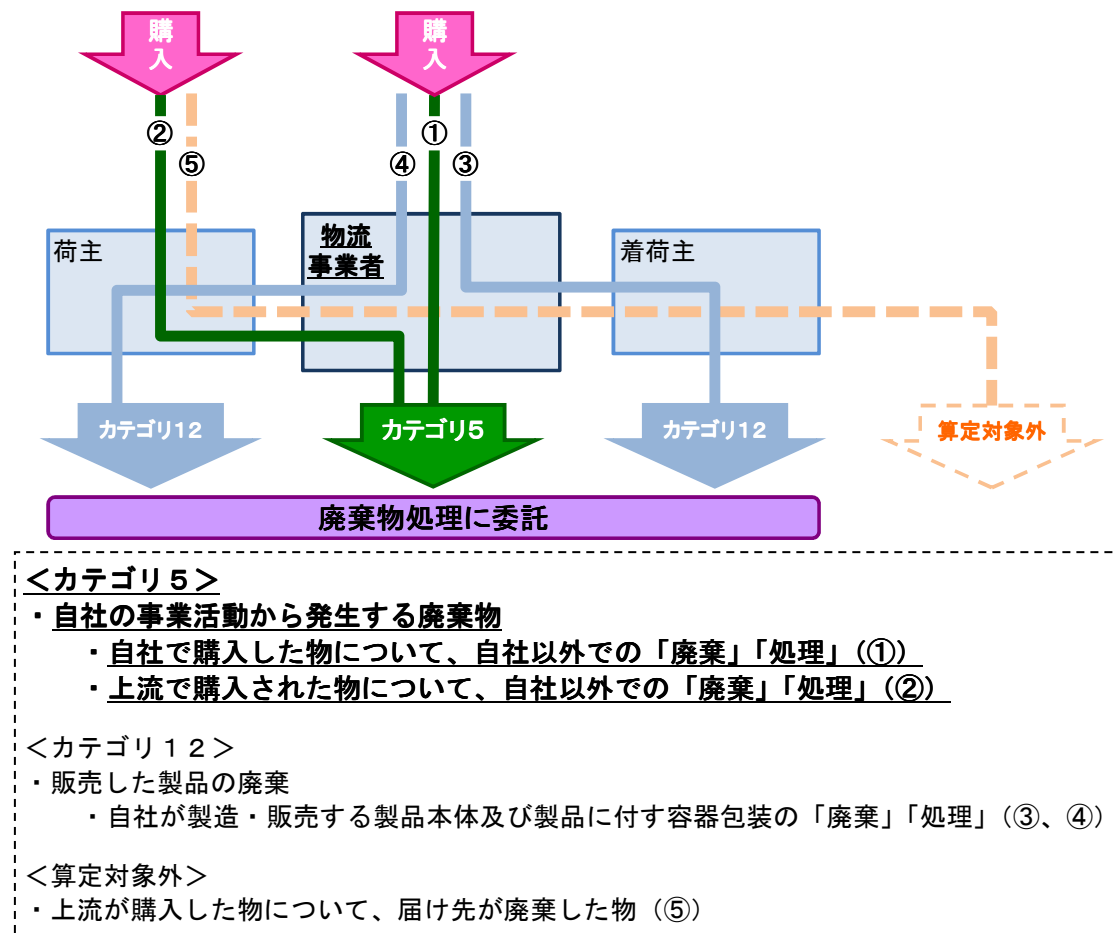 購
入
購
入
②
⑤
④
①
③
荷主
物流
事業者
着荷主
カテゴリ12
カテゴリ5
カテゴリ12
算定対象外
廃棄物処理に委託
＜カテゴリ５＞
・自社の事業活動から発生する廃棄物
・自社で購入した物について、自社以外での「廃棄」「処理」（①）
・上流で購入された物について、自社以外での「廃棄」「処理」（②）
＜カテゴリ１２＞
・販売した製品の廃棄
・自社が製造・販売する製品本体及び製品に付す容器包装の「廃棄」「処理」（③、④）
＜算定対象外＞
・上流が購入した物について、届け先が廃棄した物（⑤）